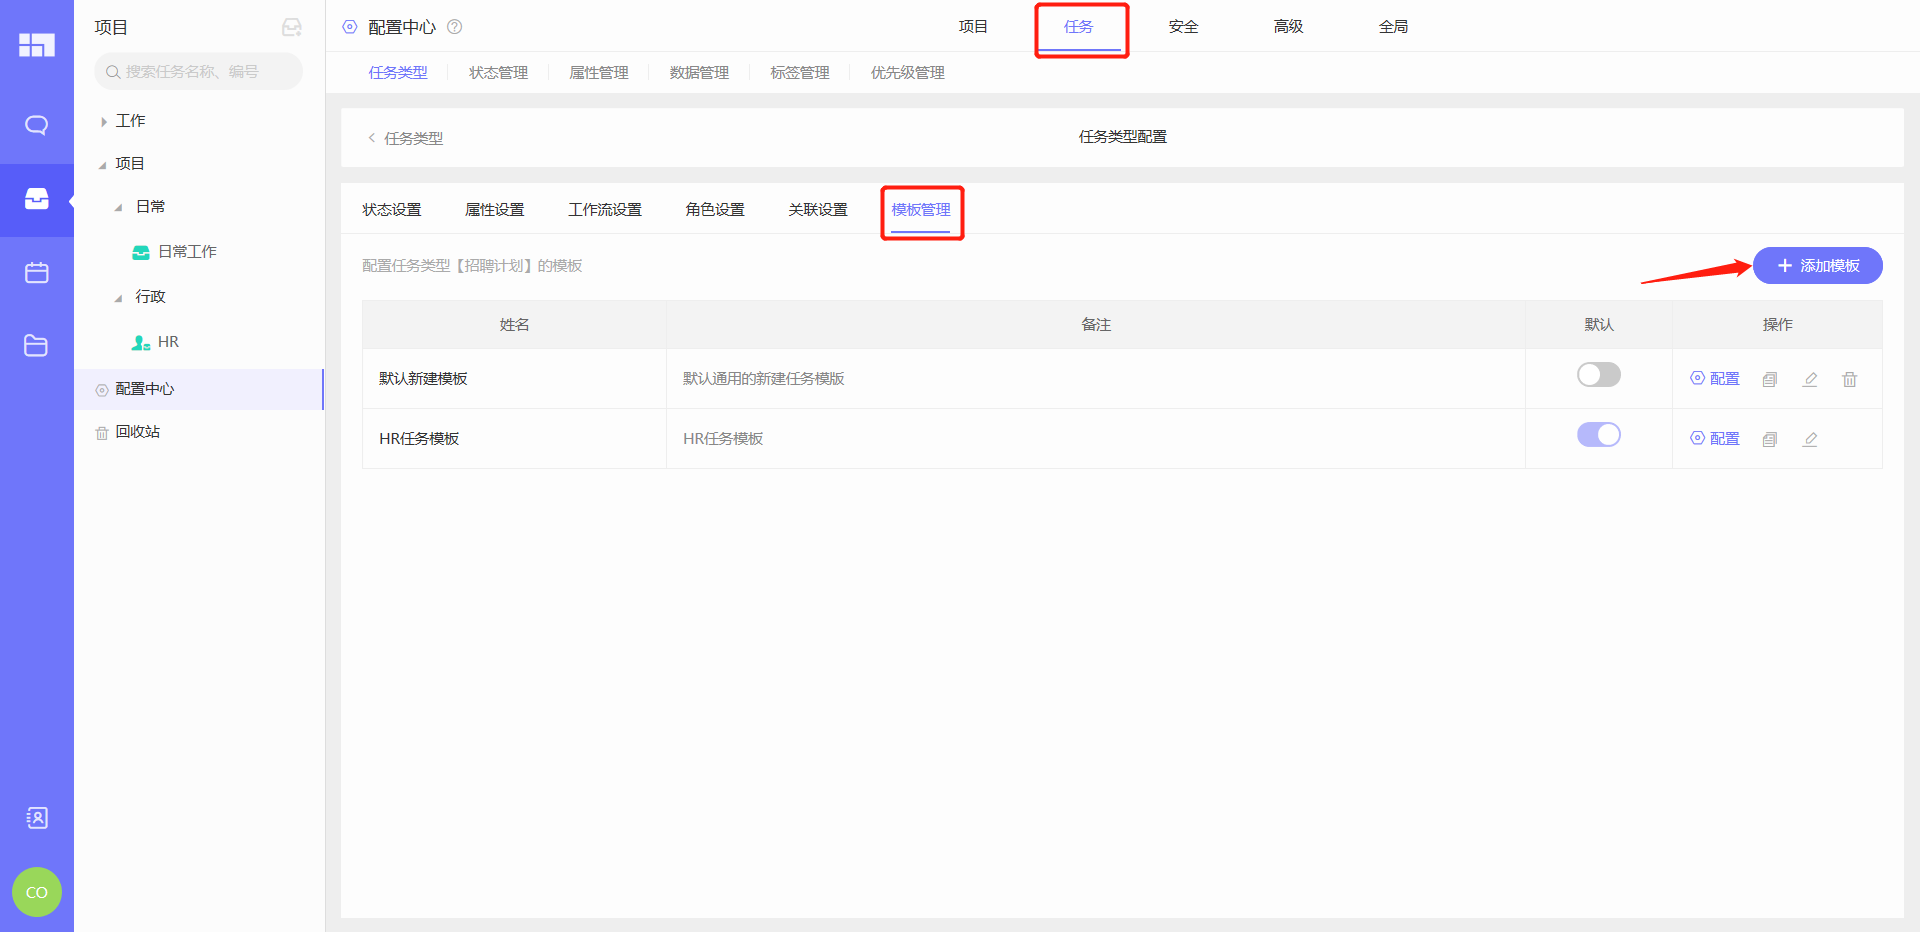 项目
搜索任务名称、编号
工作
项目
日常
日常工作
行政
HR
配置中心
回收站
CO
配置中心
项目 任务 安全 高级 全局
任务类型 状态管理 属性管理 数据管理 标签管理 优先级管理
任务类型 任务类型配置
状态设置 属性设置 工作流设置 角色设置 关联设置 模板管理
配置任务类型【招聘计划】的模板 添加模板
姓名 备注 默认 操作
默认新建模板 默认通用的新建任务模版 配置
HR任务模板 HR任务模板 配置